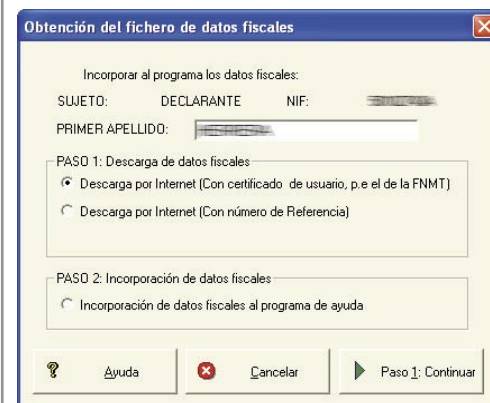 Obtención del fichero de datos fiscales
Incorporar al programa los datos fiscales:
SUJETO: DECLARANTE NIF:
PRIMER APELLIDO:
PASO 1: Descarga de datos fiscales
Descarga por Internet (Con certificado de usuario, p.e el de la FNMT)
Descarga por Internet (Con número de Referencia)
PASO 2: Incorporación de datos fiscales
Incorporación de datos fiscales al programa de ayuda
Ayuda Cancelar Paso 1: Continuar